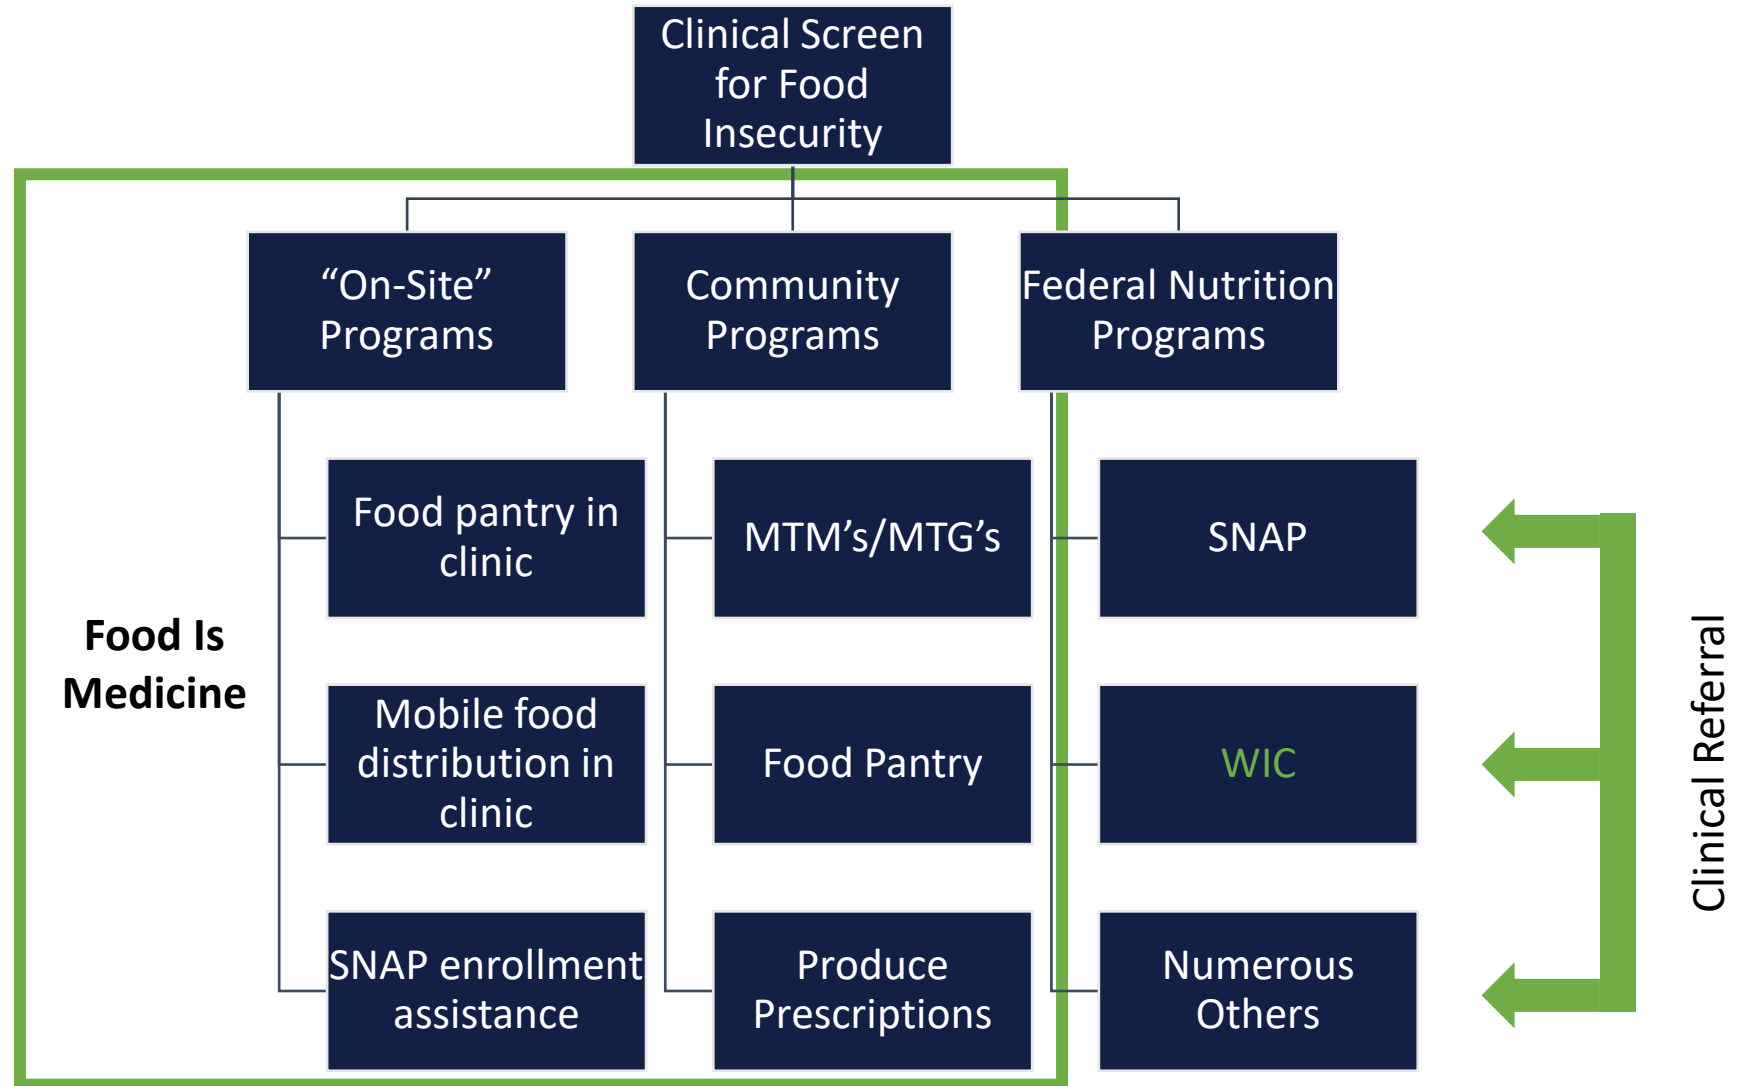 Clinical Screen
for Food
Insecurity
“On-Site”
Programs
Community
Programs
Federal Nutrition
Programs
Food pantry in
clinic
MTM’s/MTG’s
SNAP
Food Is
Medicine
Mobile food
distribution in
clinic
Food Pantry
WIC
SNAP enrollment
assistance
Produce
Prescriptions
Numerous
Others
Clinical Referral